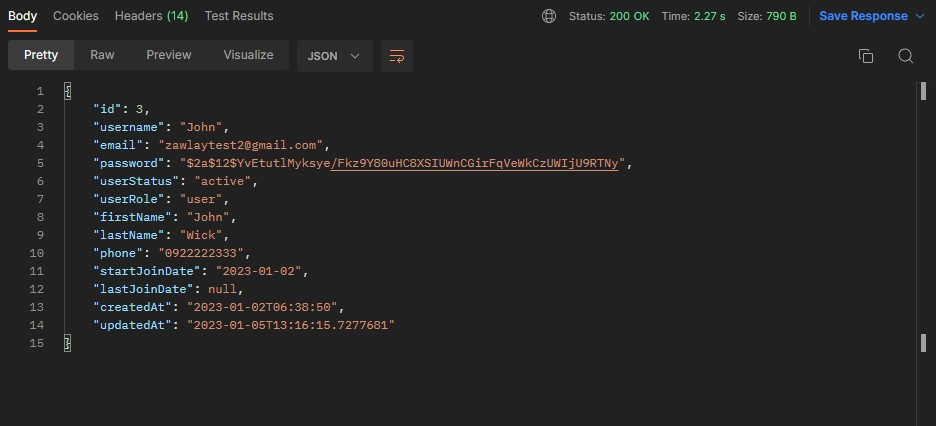 Body Cookies Headers (14) Test Results Status: 200 OK Time: 2.27 s Size: 790 B Save Response
Pretty Raw Preview Visualize JSON
1 {
2 "id": 3,
3 "username": "John",
4 "email": "zawlaytest2@gmail.com",
5 "password": "$2a$12$YvEtutlMyksye/Fkz9Y80uHC8XSIUWnCGirFqVeWkCzUWIjU9RTNy",
6 "userStatus": "active",
7 "userRole": "user",
8 "firstName": "John",
9 "lastName": "Wick",
10 "phone": "0922222333",
11 "startJoinDate": "2023-01-02",
12 "lastJoinDate": null,
13 "createdAt": "2023-01-02T06:38:50",
14 "updatedAt": "2023-01-05T13:16:15.7277681"
15 }